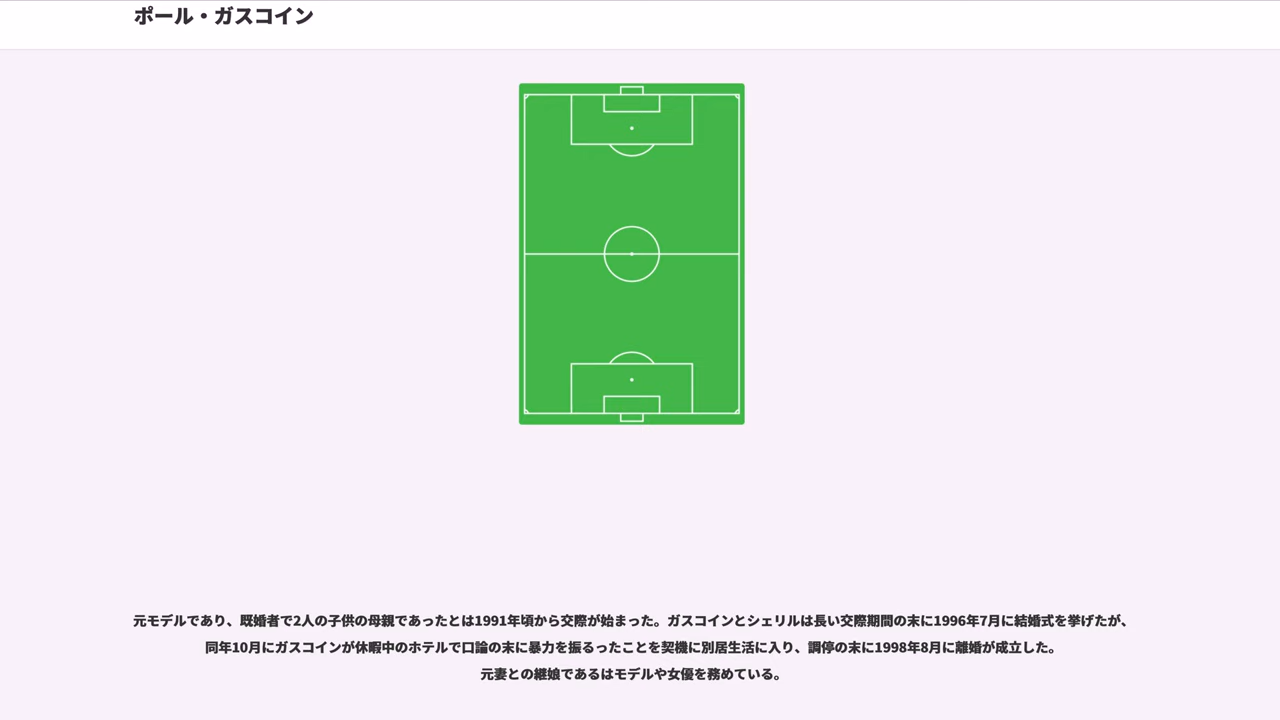 ポール・ガスコイン
元モデルであり、既婚者で2人の子供の母親であったとは1991年頃から交際が始まった。ガスコインとシェリルは長い交際期間の末に1996年7月に結婚式を挙げたが、
同年10月にガスコインが休暇中のホテルで口論の末に暴力を振るったことを契機に別居生活に入り、調停の末に1998年8月に離婚が成立した。
元妻との継娘であるはモデルや女優を務めている。